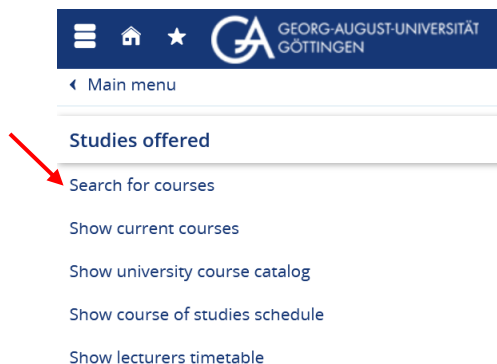 GEORG-AUGUST-UNIVERSITÄT
GÖTTINGEN
Main menu
Studies offered
Search for courses
Show current courses
Show university course catalog
Show course of studies schedule
Show lecturers timetable